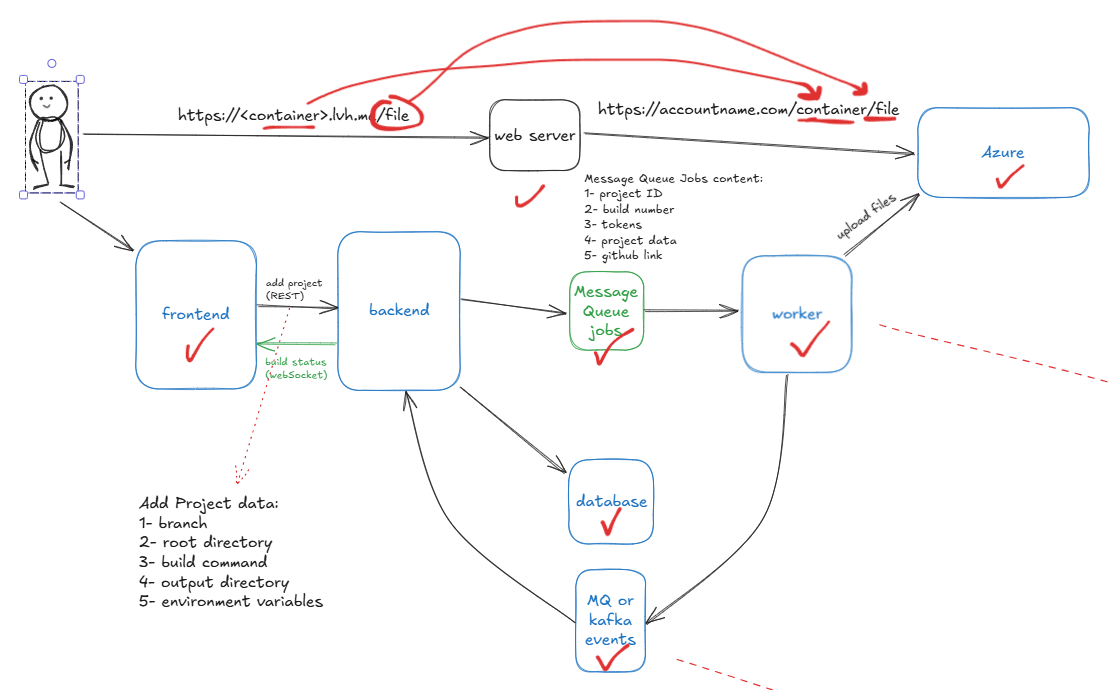 https://<container>.lvh.me/file
https://accountname.com/container/file
web server
Azure
Message Queue Jobs content:
1- project ID
2- build number
3- tokens
4- project data
5- github link
upload files
frontend
add project
(REST)
build status
(webSocket)
backend
Message
Queue
jobs
worker
database
Add Project data:
1- branch
2- root directory
3- build command
4- output directory
5- environment variables
MQ or
kafka
events